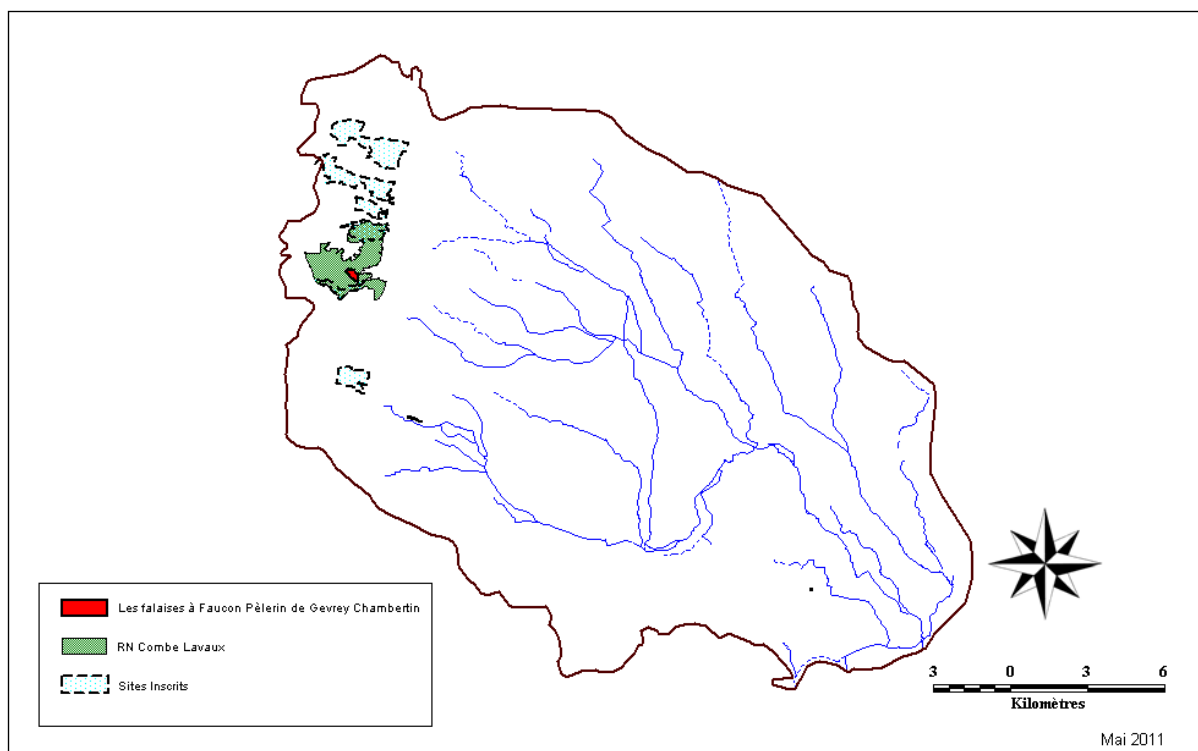 Les falaises à Faucon Pèlerin de Gevrey Chambertin
RN Combe Lavaux
Sites Inscrits
3 0 3 6
Kilomètres
Mai 2011